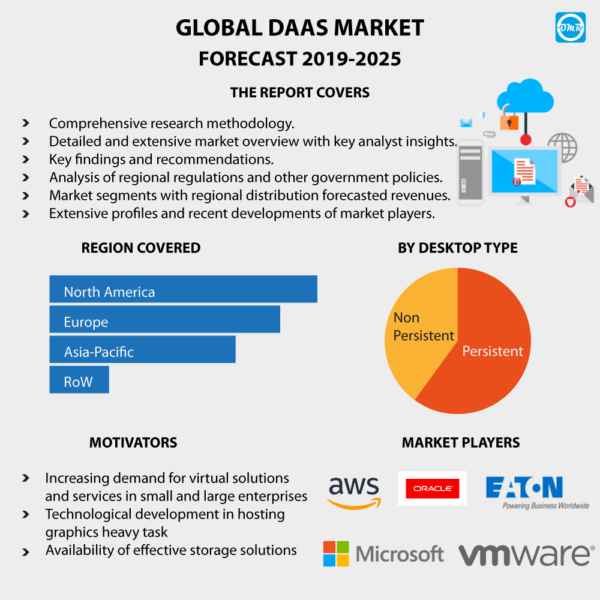 GLOBAL DAAS MARKET
FORECAST 2019-2025
DMR
THE REPORT COVERS
Comprehensive research methodology.
Detailed and extensive market overview with key analyst insights.
Key findings and recommendations.
Analysis of regional regulations and other government policies.
Market segments with regional distribution forecasted revenues.
Extensive profiles and recent developments of market players.
REGION COVERED
North America
Europe
Asia-Pacific
RoW
BY DESKTOP TYPE
Non
Persistent
Persistent
MOTIVATORS
Increasing demand for virtual solutions
and services in small and large enterprises
Technological development in hosting
graphics heavy task
Availability of effective storage solutions
MARKET PLAYERS
aws
ORACLE
EATON
Powering Business Worldwide
Microsoft
vmware®